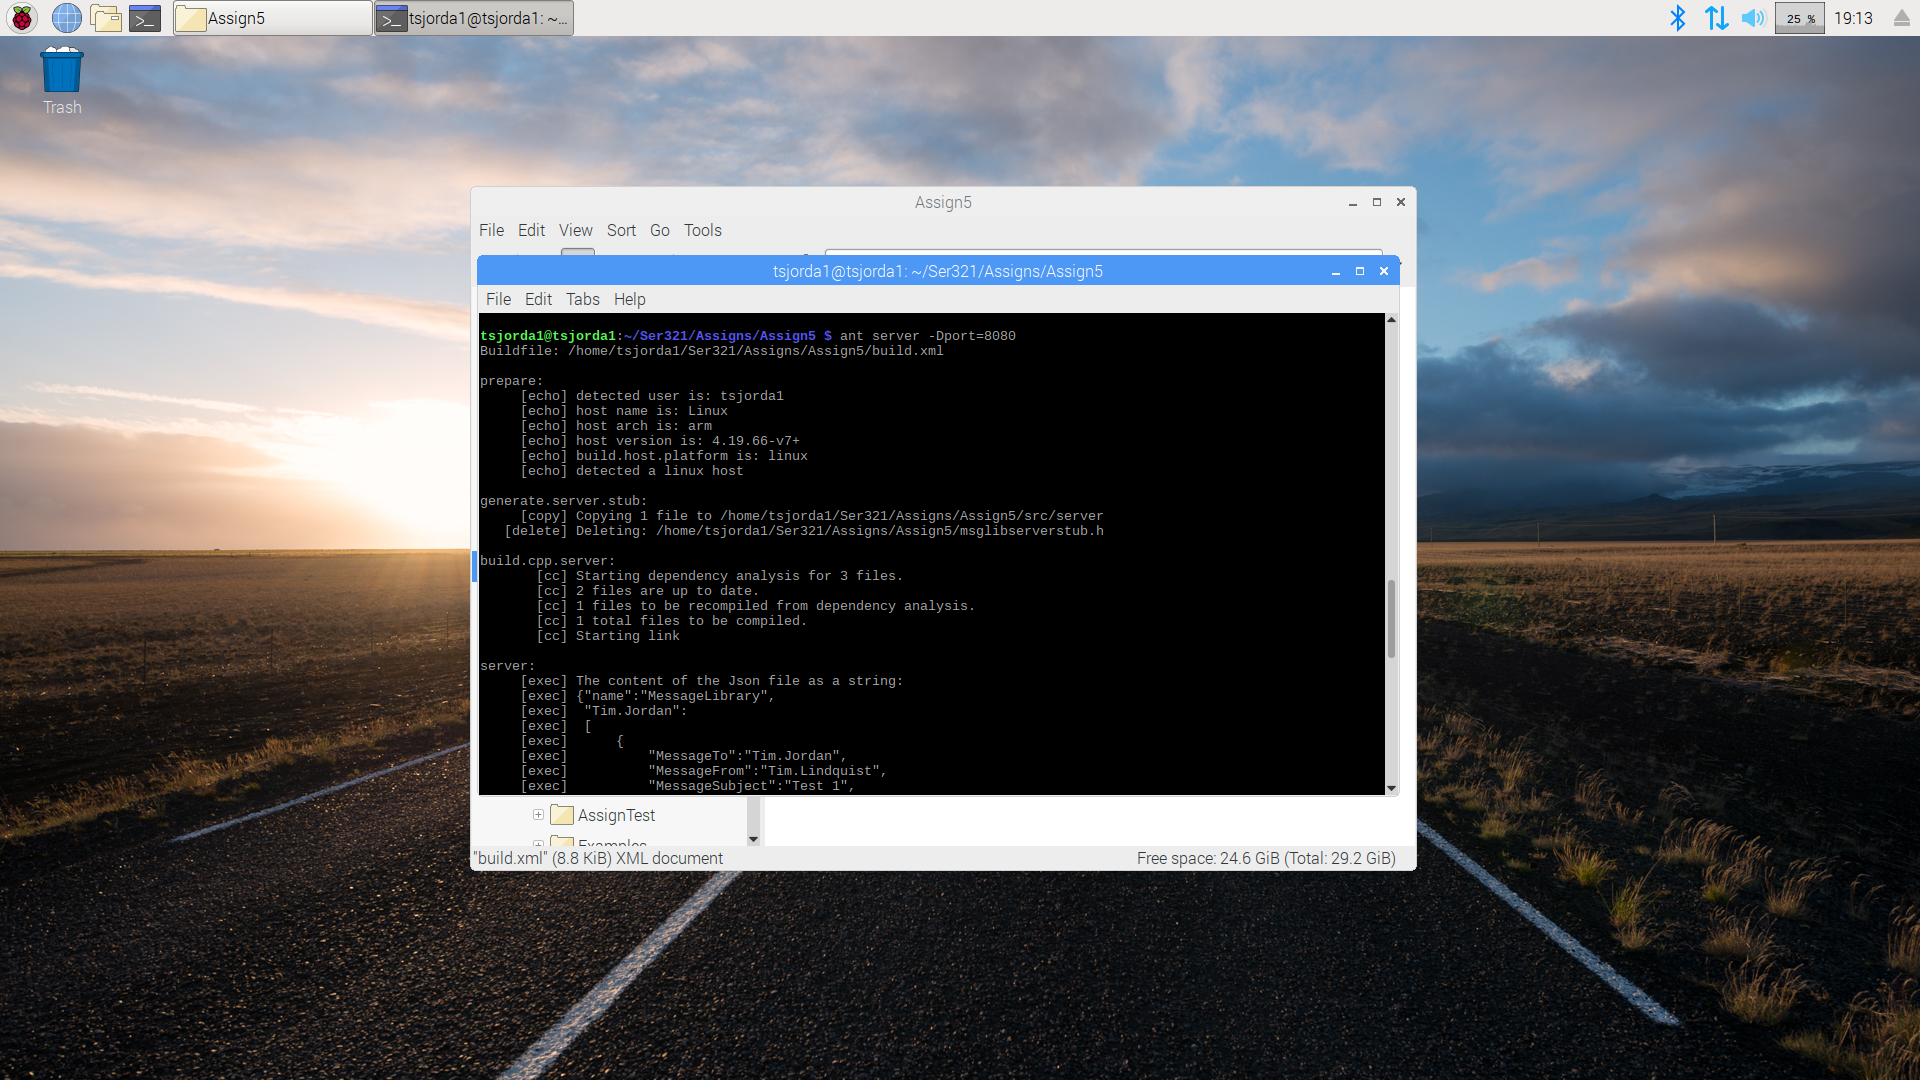 Assign5
tsjorda1@tsjorda1: ~...
25 %
19:13
Trash
Assign5
File Edit View Sort Go Tools
tsjorda1@tsjorda1: ~/Ser321/Assigns/Assign5
File Edit Tabs Help
tsjorda1@tsjorda1:~/Ser321/Assigns/Assign5 $ ant server -Dport=8080
Buildfile: /home/tsjorda1/Ser321/Assigns/Assign5/build.xml
prepare:
[echo] detected user is: tsjorda1
[echo] host name is: Linux
[echo] host arch is: arm
[echo] host version is: 4.19.66-v7+
[echo] build.host.platform is: linux
[echo] detected a linux host
generate.server.stub:
[copy] Copying 1 file to /home/tsjorda1/Ser321/Assigns/Assign5/src/server
[delete] Deleting: /home/tsjorda1/Ser321/Assigns/Assign5/msglibserverstub.h
build.cpp.server:
[cc] Starting dependency analysis for 3 files.
[cc] 2 files are up to date.
[cc] 1 files to be recompiled from dependency analysis.
[cc] 1 total files to be compiled.
[cc] Starting link
server:
[exec] The content of the Json file as a string:
[exec] {"name":"MessageLibrary",
[exec] "Tim.Jordan":
[exec] [
[exec] {
[exec] "MessageTo":"Tim.Jordan",
[exec] "MessageFrom":"Tim.Lindquist",
[exec] "MessageSubject":"Test 1",
AssignTest
Examples
"build.xml" (8.8 KiB) XML document
Free space: 24.6 GiB (Total: 29.2 GiB)